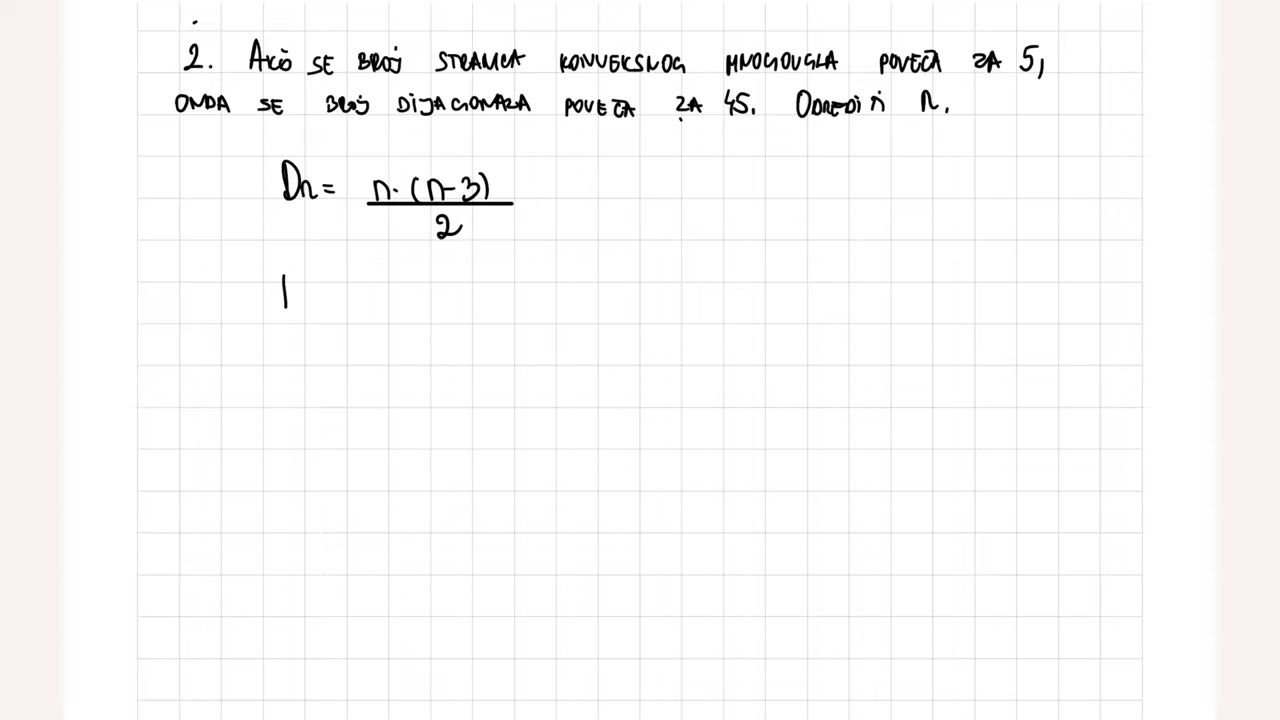 2. AKO SE BROJ STRANICA KONVEKSNOG MNOGOUGLA POVEĆA ZA 5,
ONDA SE BROJ DIJAGONALA POVEĆA ZA 45. ODREDITI n.
Dn = n·(n-3)
2